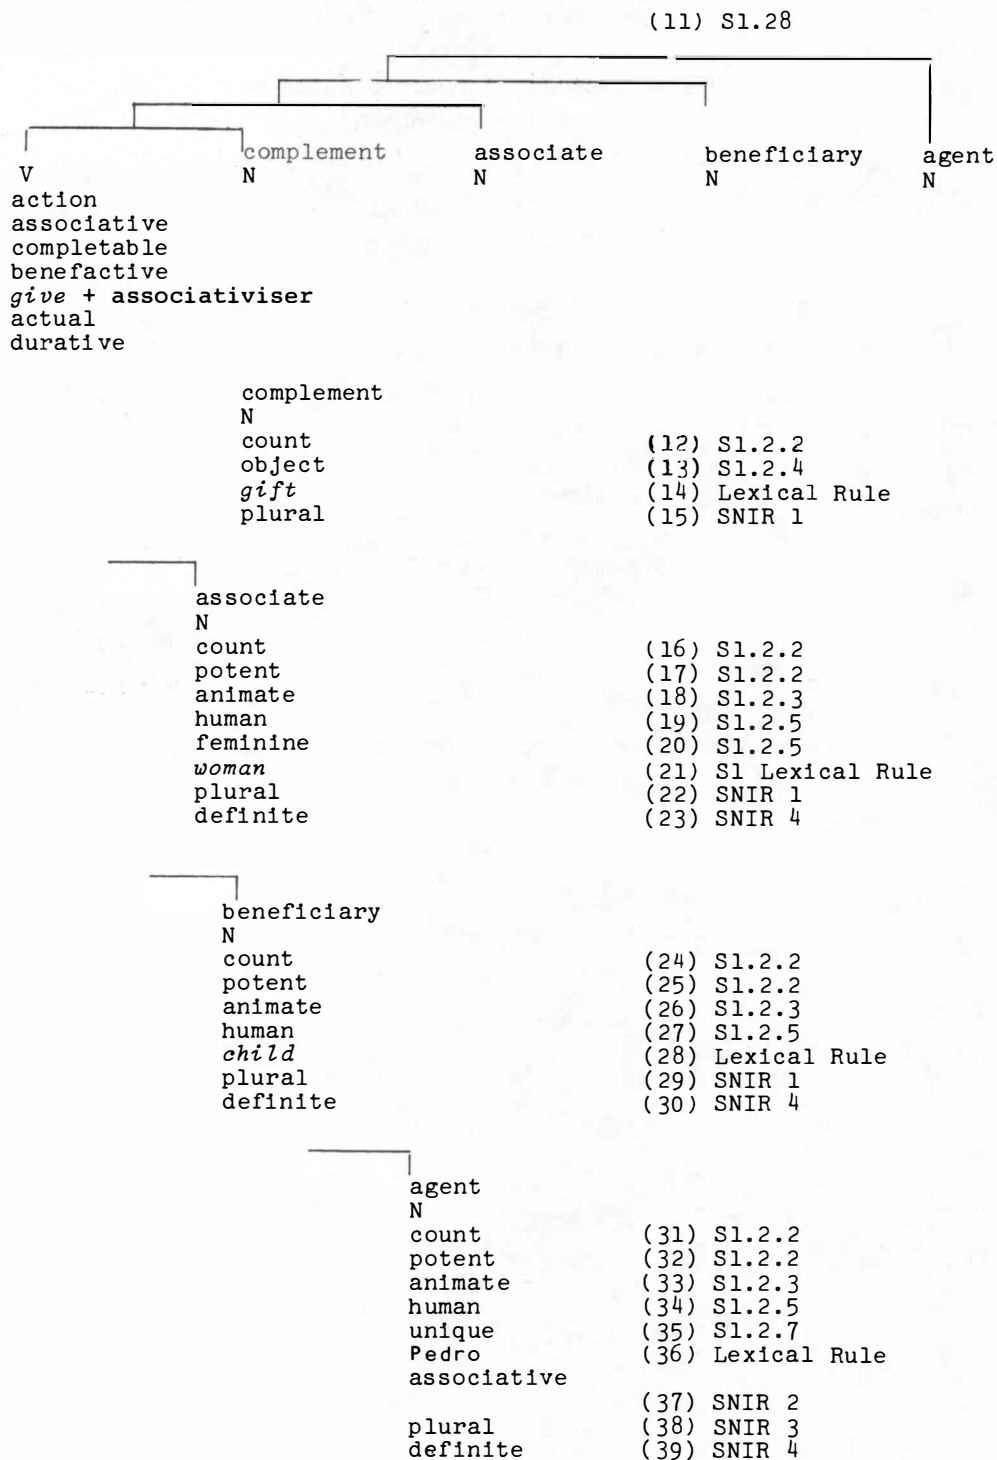 (11) S1.28
complement associate beneficiary agent
V N N N N
action
associative
completable
benefactive
give + associativiser
actual
durative
complement
N
count (12) S1.2.2
object (13) S1.2.4
gift (14) Lexical Rule
plural (15) SNIR 1
associate
N
count (16) S1.2.2
potent (17) S1.2.2
animate (18) S1.2.3
human (19) S1.2.5
feminine (20) S1.2.5
woman (21) S1 Lexical Rule
plural (22) SNIR 1
definite (23) SNIR 4
beneficiary
N
count (24) S1.2.2
potent (25) S1.2.2
animate (26) S1.2.3
human (27) S1.2.5
child (28) Lexical Rule
plural (29) SNIR 1
definite (30) SNIR 4
agent
N
count (31) S1.2.2
potent (32) S1.2.2
animate (33) S1.2.3
human (34) S1.2.5
unique (35) S1.2.7
Pedro (36) Lexical Rule
associative
(37) SNIR 2
plural (38) SNIR 3
definite (39) SNIR 4